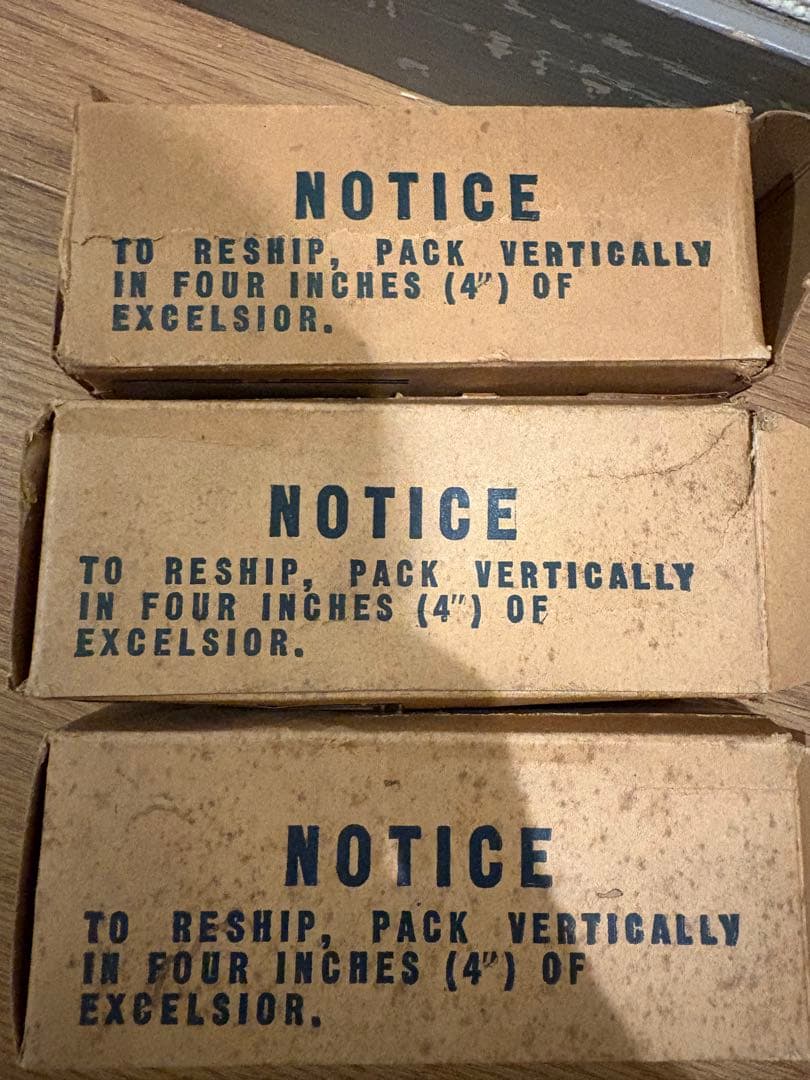 NOTICE
TO RESHIP, PACK VERTICALLY
IN FOUR INCHES (4") OF
EXCELSIOR.
NOTICE
TO RESHIP, PACK VERTICALLY
IN FOUR INCHES (4") OF
EXCELSIOR.
NOTICE
TO RESHIP, PACK VERTICALLY
IN FOUR INCHES (4") OF
EXCELSIOR.